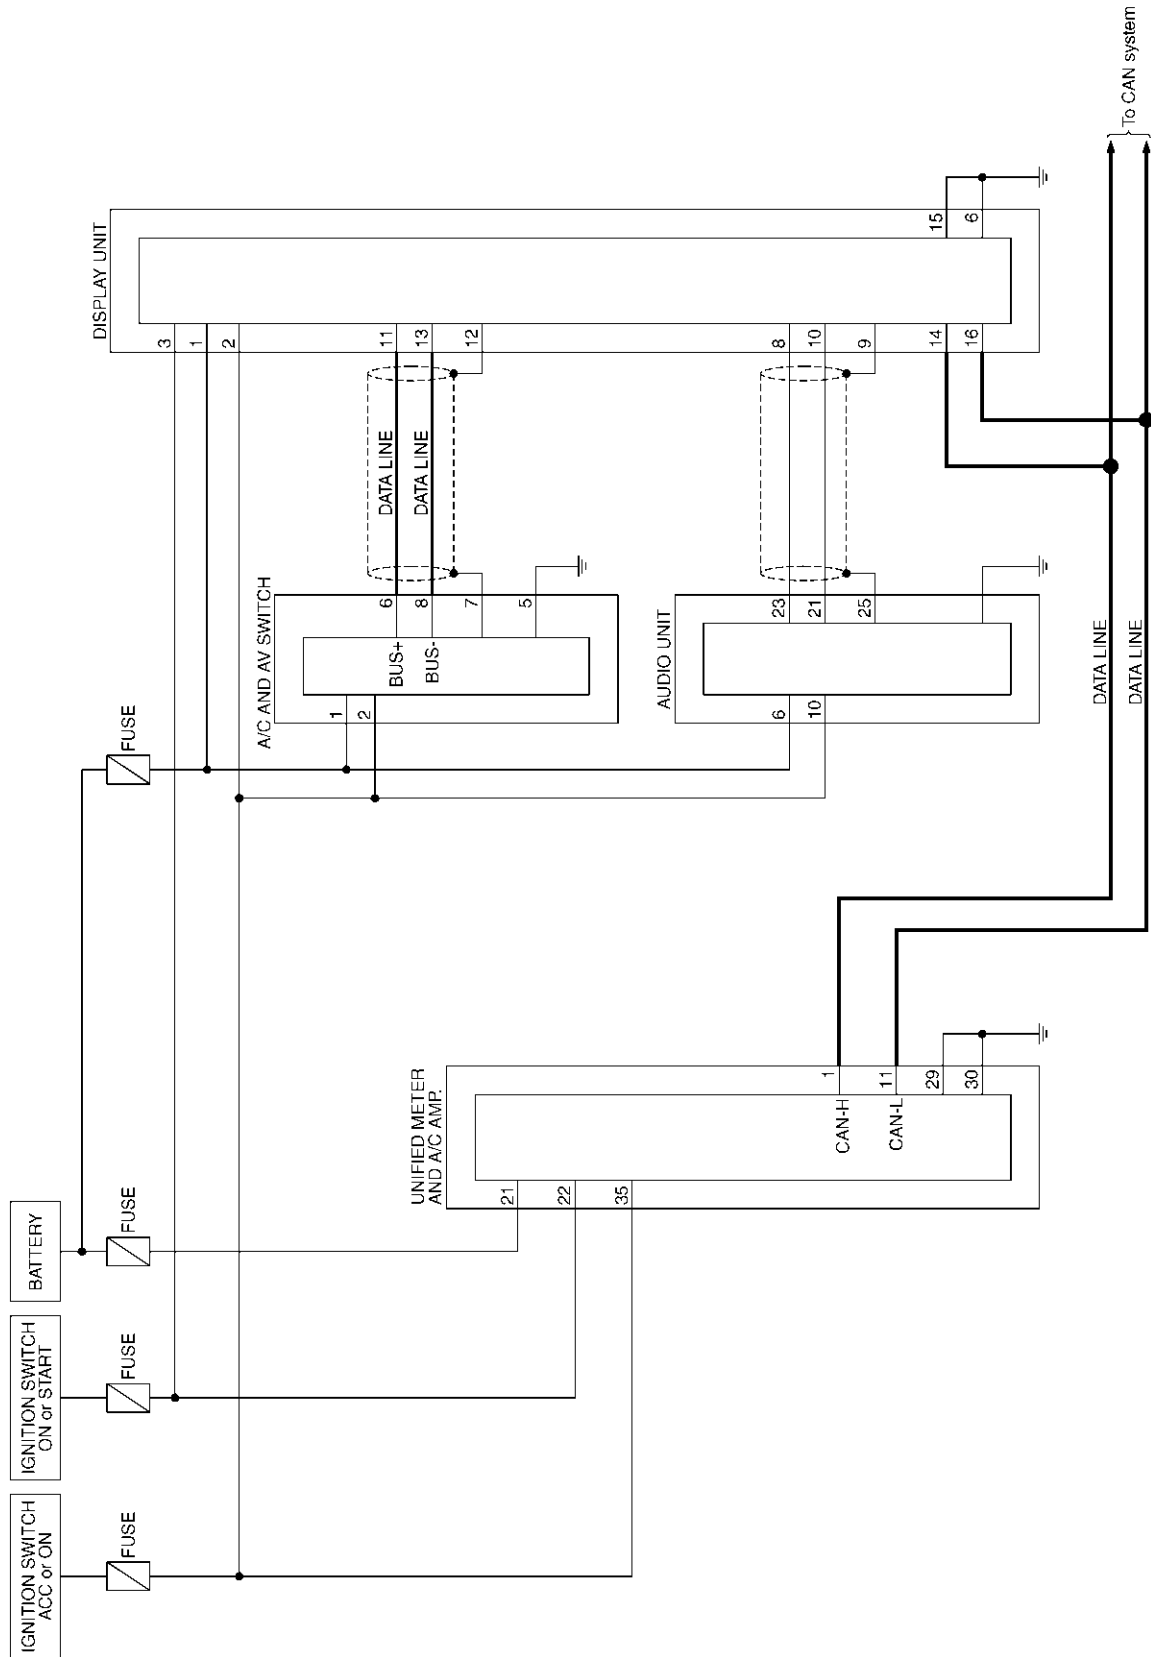 IGNITION SWITCH
ACC or ON
IGNITION SWITCH
ON or START
BATTERY
FUSE
FUSE
FUSE
FUSE
UNIFIED METER
AND A/C AMP.
21
22
35
CAN-H
1
CAN-L
11
29
30
A/C AND AV SWITCH
1
2
BUS+
6
BUS-
8
7
5
DATA LINE
DATA LINE
AUDIO UNIT
6
10
23
21
25
DISPLAY UNIT
3
1
2
11
13
12
8
10
9
14
16
15
6
DATA LINE
DATA LINE
To CAN system